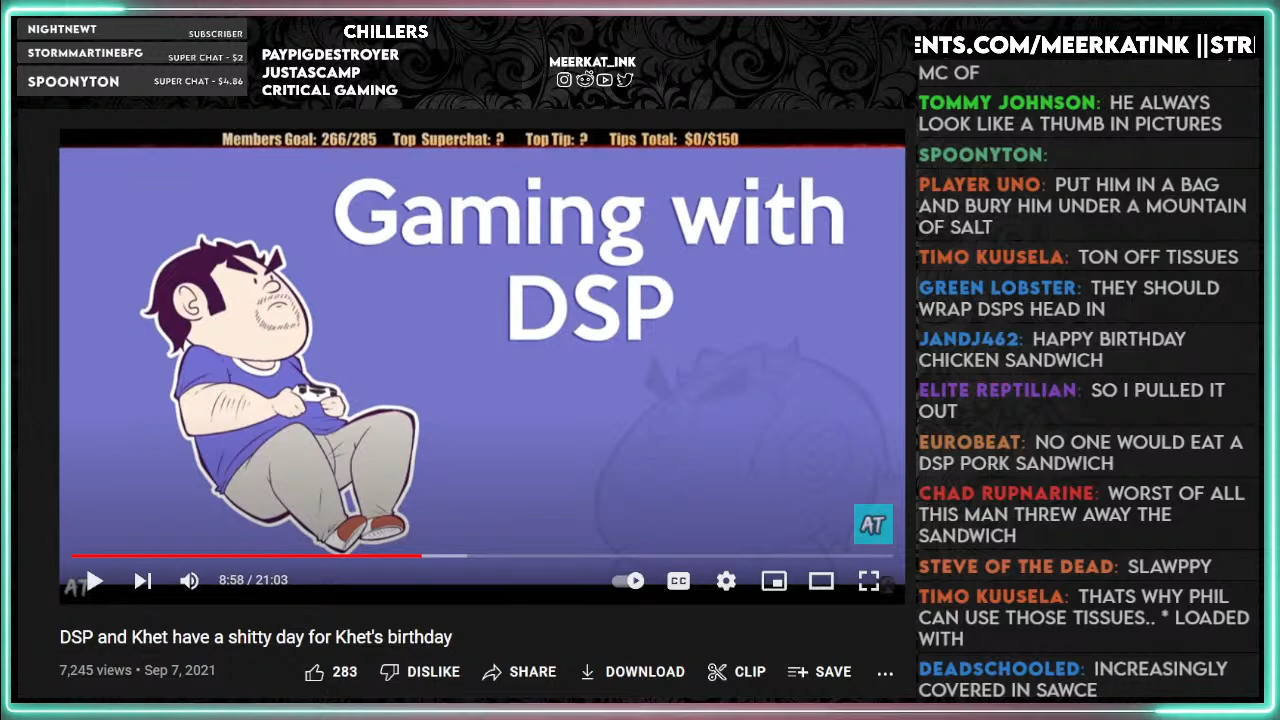 NIGHTNEWT SUBSCRIBER
STORMMARTINEBFG SUPER CHAT - $2
SPOONYTON SUPER CHAT - $4.86
CHILLERS
PAYPIGDESTROYER
JUSTASCAMP
CRITICAL GAMING
MEERKAT_INK
ENTS.COM/MEERKATINK ||STR
Members Goal: 266/285 Top Superchat: ? Top Tip: ? Tips Total: $0/$150
Gaming with
DSP
AT
AT
8:58 / 21:03
CC
DSP and Khet have a shitty day for Khet's birthday
7,245 views • Sep 7, 2021
283 DISLIKE SHARE DOWNLOAD CLIP SAVE ...
MC OF
TOMMY JOHNSON: HE ALWAYS
LOOK LIKE A THUMB IN PICTURES
SPOONYTON:
PLAYER UNO: PUT HIM IN A BAG
AND BURY HIM UNDER A MOUNTAIN
OF SALT
TIMO KUUSELA: TON OFF TISSUES
GREEN LOBSTER: THEY SHOULD
WRAP DSPS HEAD IN
JANDJ462: HAPPY BIRTHDAY
CHICKEN SANDWICH
ELITE REPTILIAN: SO I PULLED IT
OUT
EUROBEAT: NO ONE WOULD EAT A
DSP PORK SANDWICH
CHAD RUPNARINE: WORST OF ALL
THIS MAN THREW AWAY THE
SANDWICH
STEVE OF THE DEAD: SLAWPPY
TIMO KUUSELA: THATS WHY PHIL
CAN USE THOSE TISSUES.. * LOADED
WITH
DEADSCHOOLED: INCREASINGLY
COVERED IN SAWCE